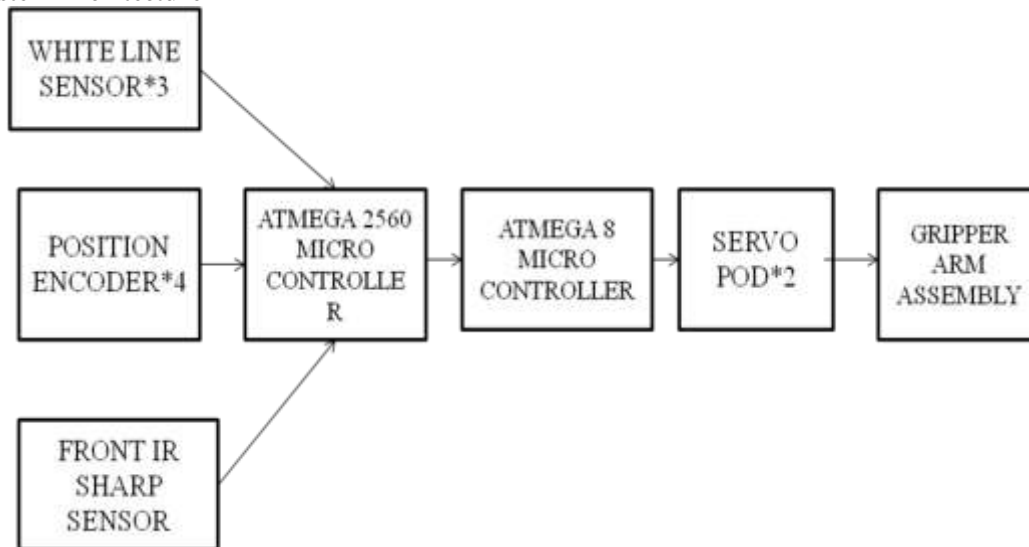 WHITE LINE
SENSOR*3
POSITION
ENCODER*4
ATMEGA 2560
MICRO
CONTROLLE
R
ATMEGA 8
MICRO
CONTROLLER
SERVO
POD*2
GRIPPER
ARM
ASSEMBLY
FRONT IR
SHARP
SENSOR